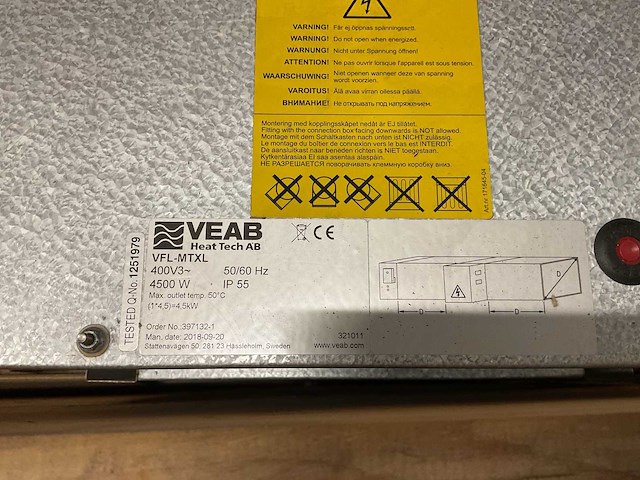 VARNING! Får ej öppnas spänningssatt.
WARNING! Do not open when energized.
WARNUNG! Nicht unter Spannung öffnen!
ATTENTION! Ne pas ouvrir lorsque l'appareil est sous tension.
WAARSCHUWING! Niet openen wanneer deze van spanning
wordt voorzien.
VAROITUS! Älä avaa virran ollessa päällä.
ВНИМАНИЕ! Не открывать под напряжением.
Montering med kopplingsskåpet nedåt är EJ tillåtet.
Fitting with the connection box facing downwards is NOT allowed.
Montage mit dem Schaltkasten nach unten ist NICHT zulässig.
Le montage du boîtier de connexion vers le bas est INTERDIT.
De aansluitkast naar beneden richten is NIET toegestaan.
Kytkentärasiaa EI saa asentaa alaspäin.
НЕ РАЗРЕШАЕТСЯ поворачивать клеммную коробку вниз.
Art.nr. 171645-04
TESTED Q-No. 1251979
VEAB
Heat Tech AB
CE
VFL-MTXL
400V3~ 50/60 Hz
4500 W IP 55
Max. outlet temp. 50°C
(1*4,5)=4,5kW
Order No.:397132-1
Man. date: 2018-09-20
Stattenavägen 50, 281 23 Hässleholm, Sweden
321011
www.veab.com
D
D
D